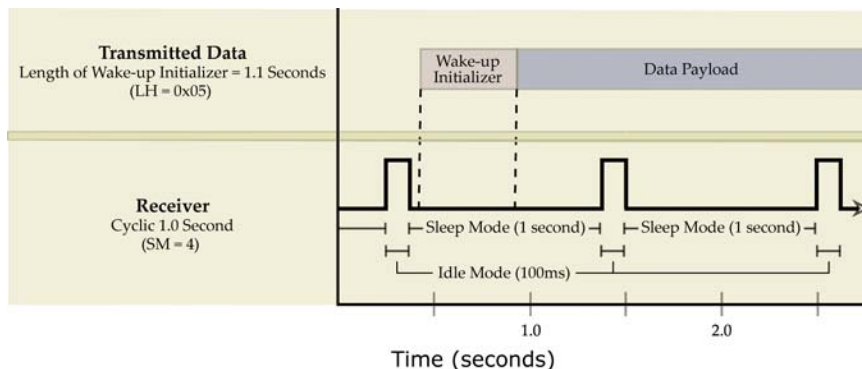 Transmitted Data
Length of Wake-up Initializer = 1.1 Seconds
(LH = 0x05)
Wake-up
Initializer
Data Payload
Receiver
Cyclic 1.0 Second
(SM = 4)
Sleep Mode (1 second)
Sleep Mode (1 second)
Idle Mode (100ms)
1.0
2.0
Time (seconds)